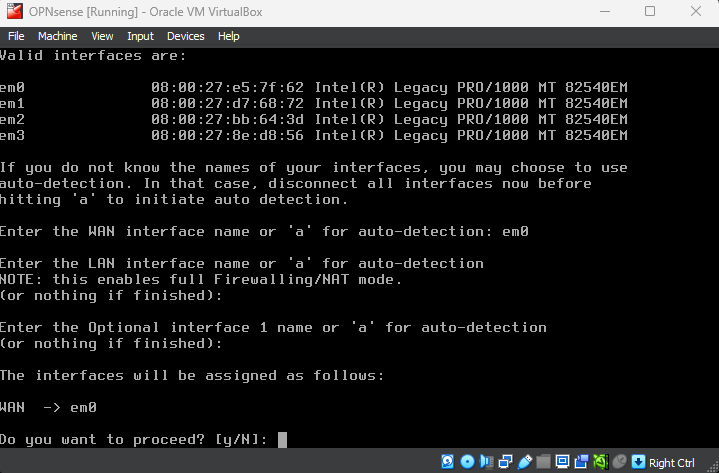 OPNsense [Running] - Oracle VM VirtualBox
File Machine View Input Devices Help
Valid interfaces are:
em0 08:00:27:e5:7f:62 Intel(R) Legacy PRO/1000 MT 82540EM
em1 08:00:27:d7:68:72 Intel(R) Legacy PRO/1000 MT 82540EM
em2 08:00:27:bb:64:3d Intel(R) Legacy PRO/1000 MT 82540EM
em3 08:00:27:8e:d8:56 Intel(R) Legacy PRO/1000 MT 82540EM
If you do not know the names of your interfaces, you may choose to use
auto-detection. In that case, disconnect all interfaces now before
hitting 'a' to initiate auto detection.
Enter the WAN interface name or 'a' for auto-detection: em0
Enter the LAN interface name or 'a' for auto-detection
NOTE: this enables full Firewalling/NAT mode.
(or nothing if finished):
Enter the Optional interface 1 name or 'a' for auto-detection
(or nothing if finished):
The interfaces will be assigned as follows:
WAN -> em0
Do you want to proceed? [y/N]:
Right Ctrl